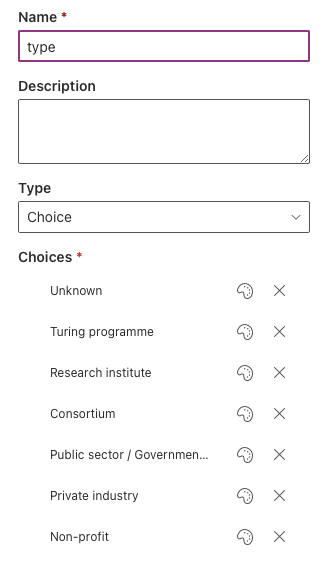 Name *
type
Description
Type
Choice
Choices *
Unknown
Turing programme
Research institute
Consortium
Public sector / Governmen...
Private industry
Non-profit